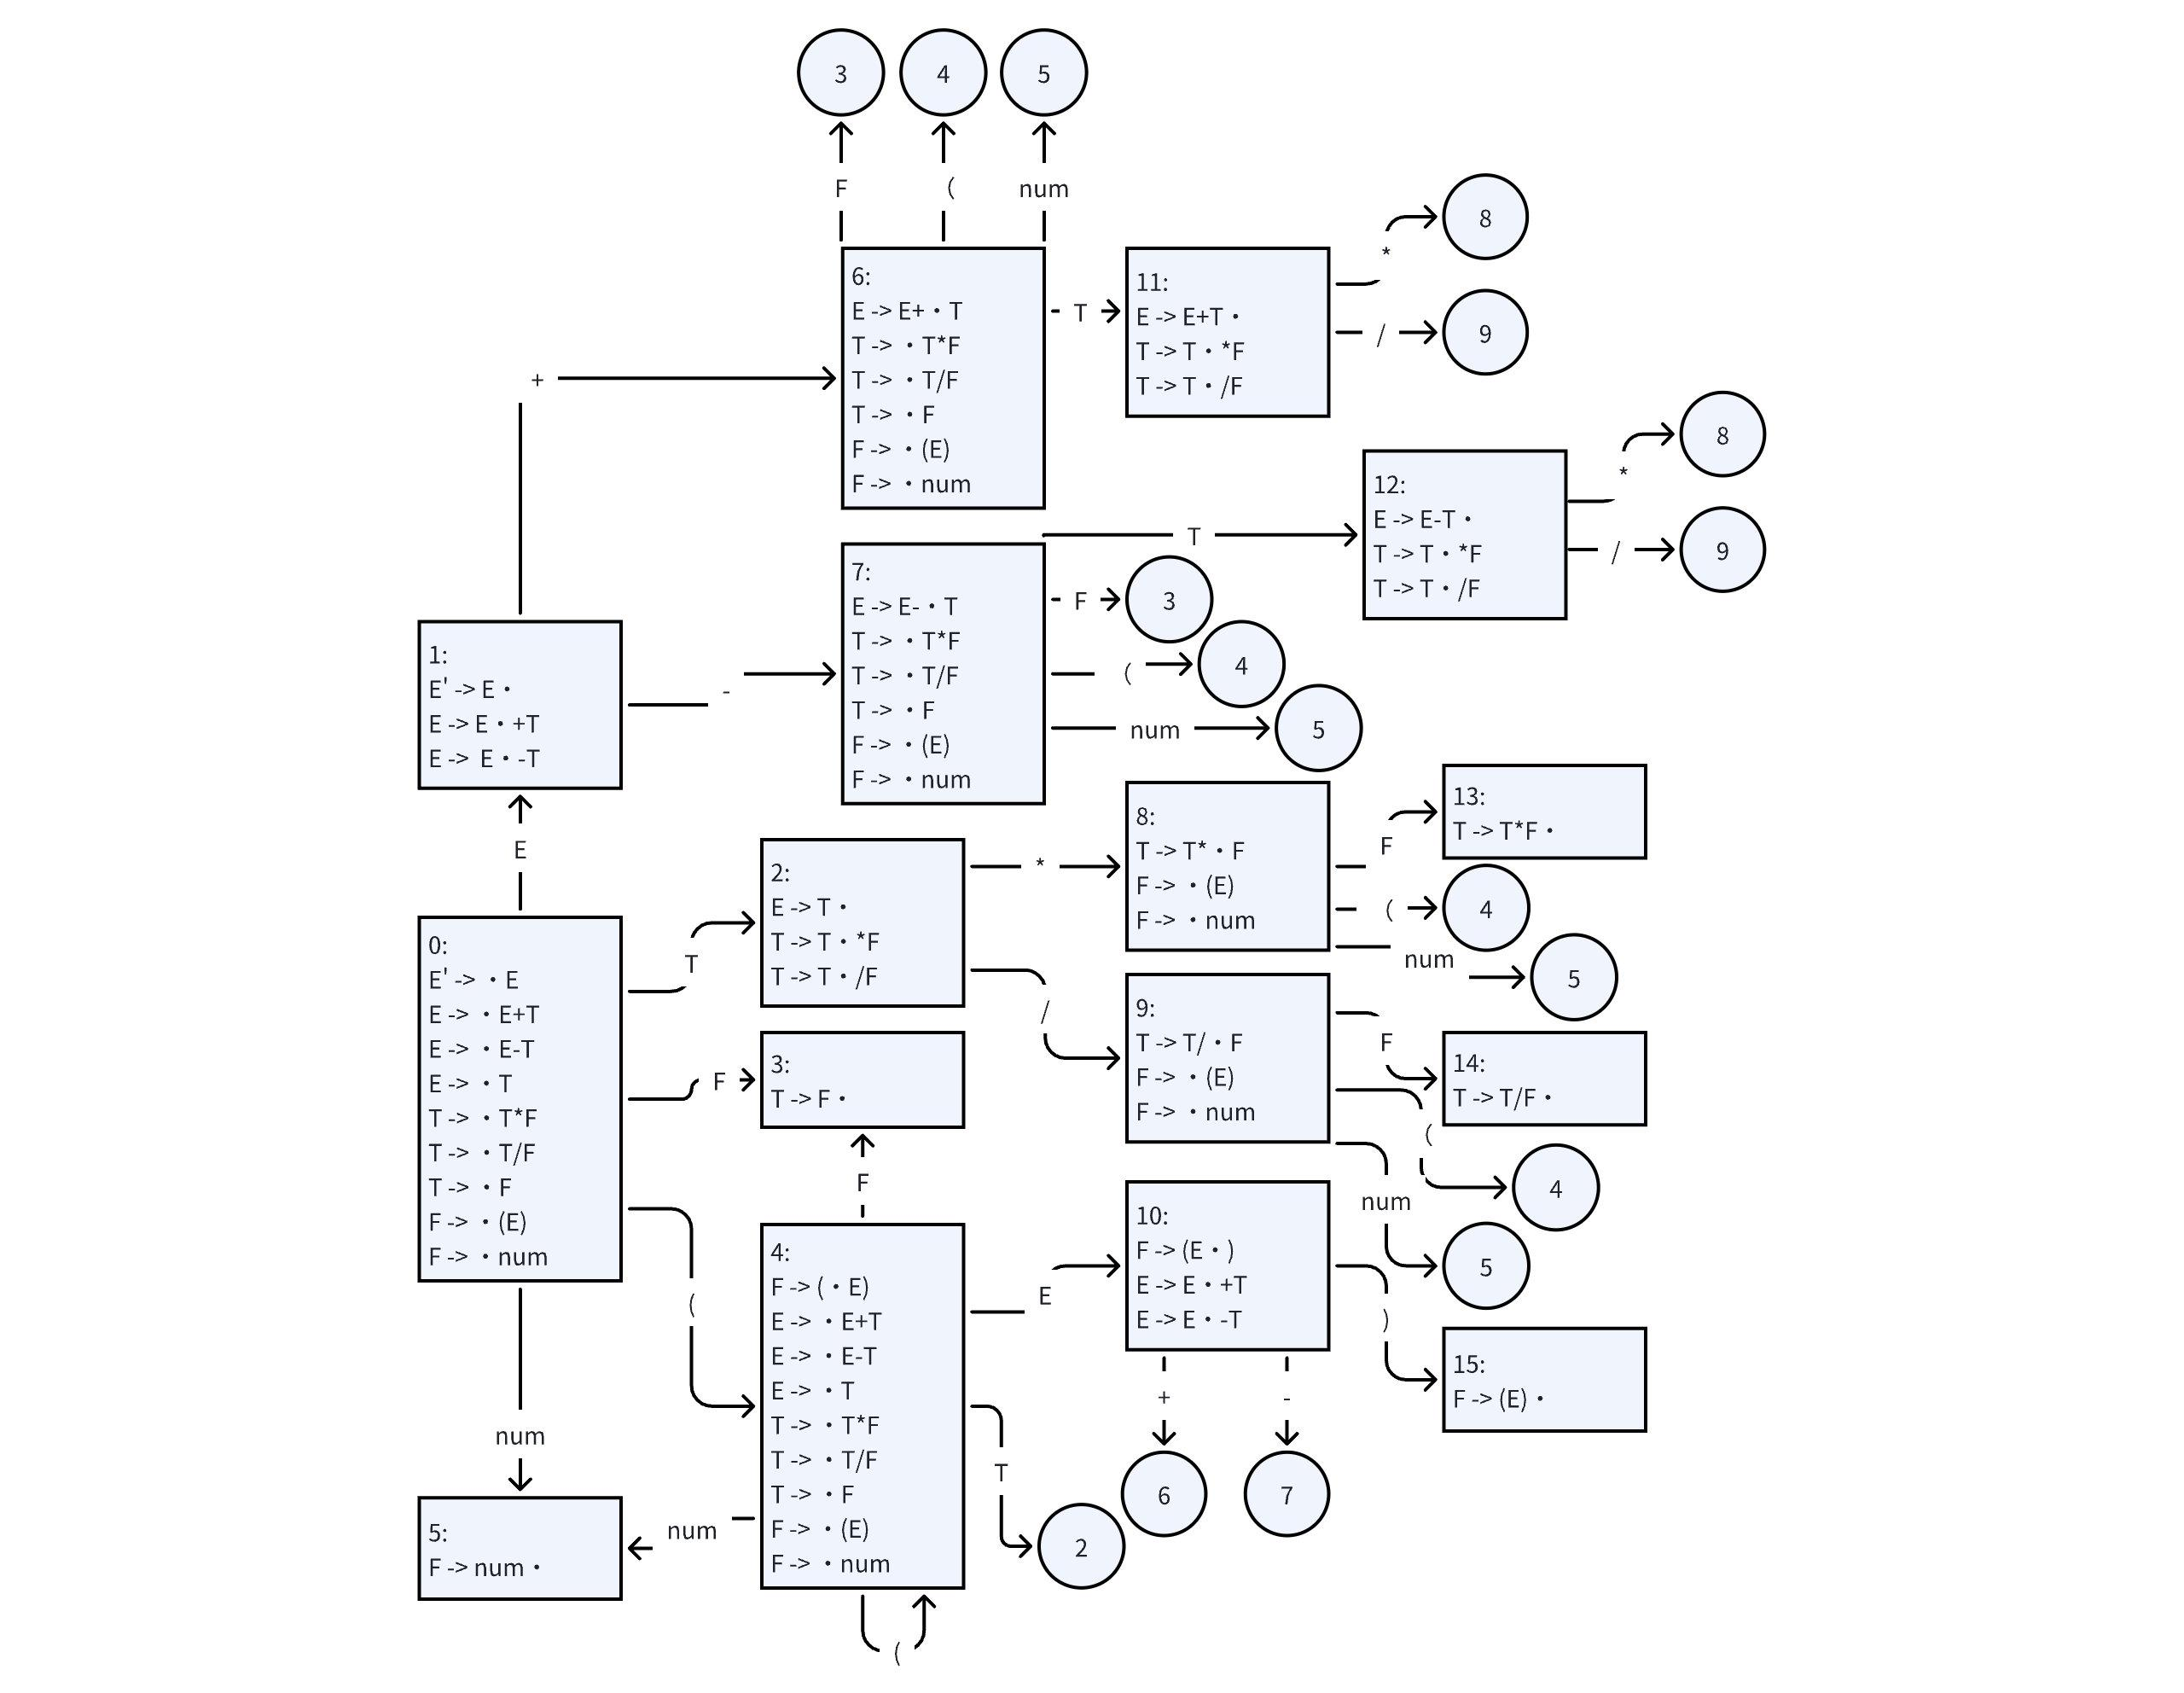 3
4
5
F
(
num
8
*
6:
E -> E+・T
T -> ・T*F
T -> ・T/F
T -> ・F
F -> ・(E)
F -> ・num
T
11:
E -> E+T・
T -> T・*F
T -> T・/F
/
9
+
8
*
12:
E -> E-T・
T -> T・*F
T -> T・/F
/
9
T
7:
E -> E-・T
T -> ・T*F
T -> ・T/F
T -> ・F
F -> ・(E)
F -> ・num
F
3
(
4
num
5
1:
E' -> E・
E -> E・+T
E -> E・-T
-
E
13:
T -> T*F・
8:
T -> T*・F
F -> ・(E)
F -> ・num
F
(
4
num
5
2:
E -> T・
T -> T・*F
T -> T・/F
*
/
0:
E' -> ・E
E -> ・E+T
E -> ・E-T
E -> ・T
T -> ・T*F
T -> ・T/F
T -> ・F
F -> ・(E)
F -> ・num
T
F
(
3:
T -> F・
9:
T -> T/・F
F -> ・(E)
F -> ・num
F
14:
T -> T/F・
(
4
num
5
F
4:
F -> (・E)
E -> ・E+T
E -> ・E-T
E -> ・T
T -> ・T*F
T -> ・T/F
T -> ・F
F -> ・(E)
F -> ・num
E
10:
F -> (E・)
E -> E・+T
E -> E・-T
)
15:
F -> (E)・
+
-
6
7
T
2
num
num
5:
F -> num・
(